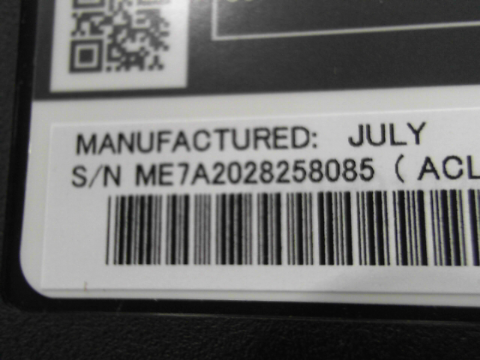 MANUFACTURED: JULY
S/N ME7A2028258085 ( ACL